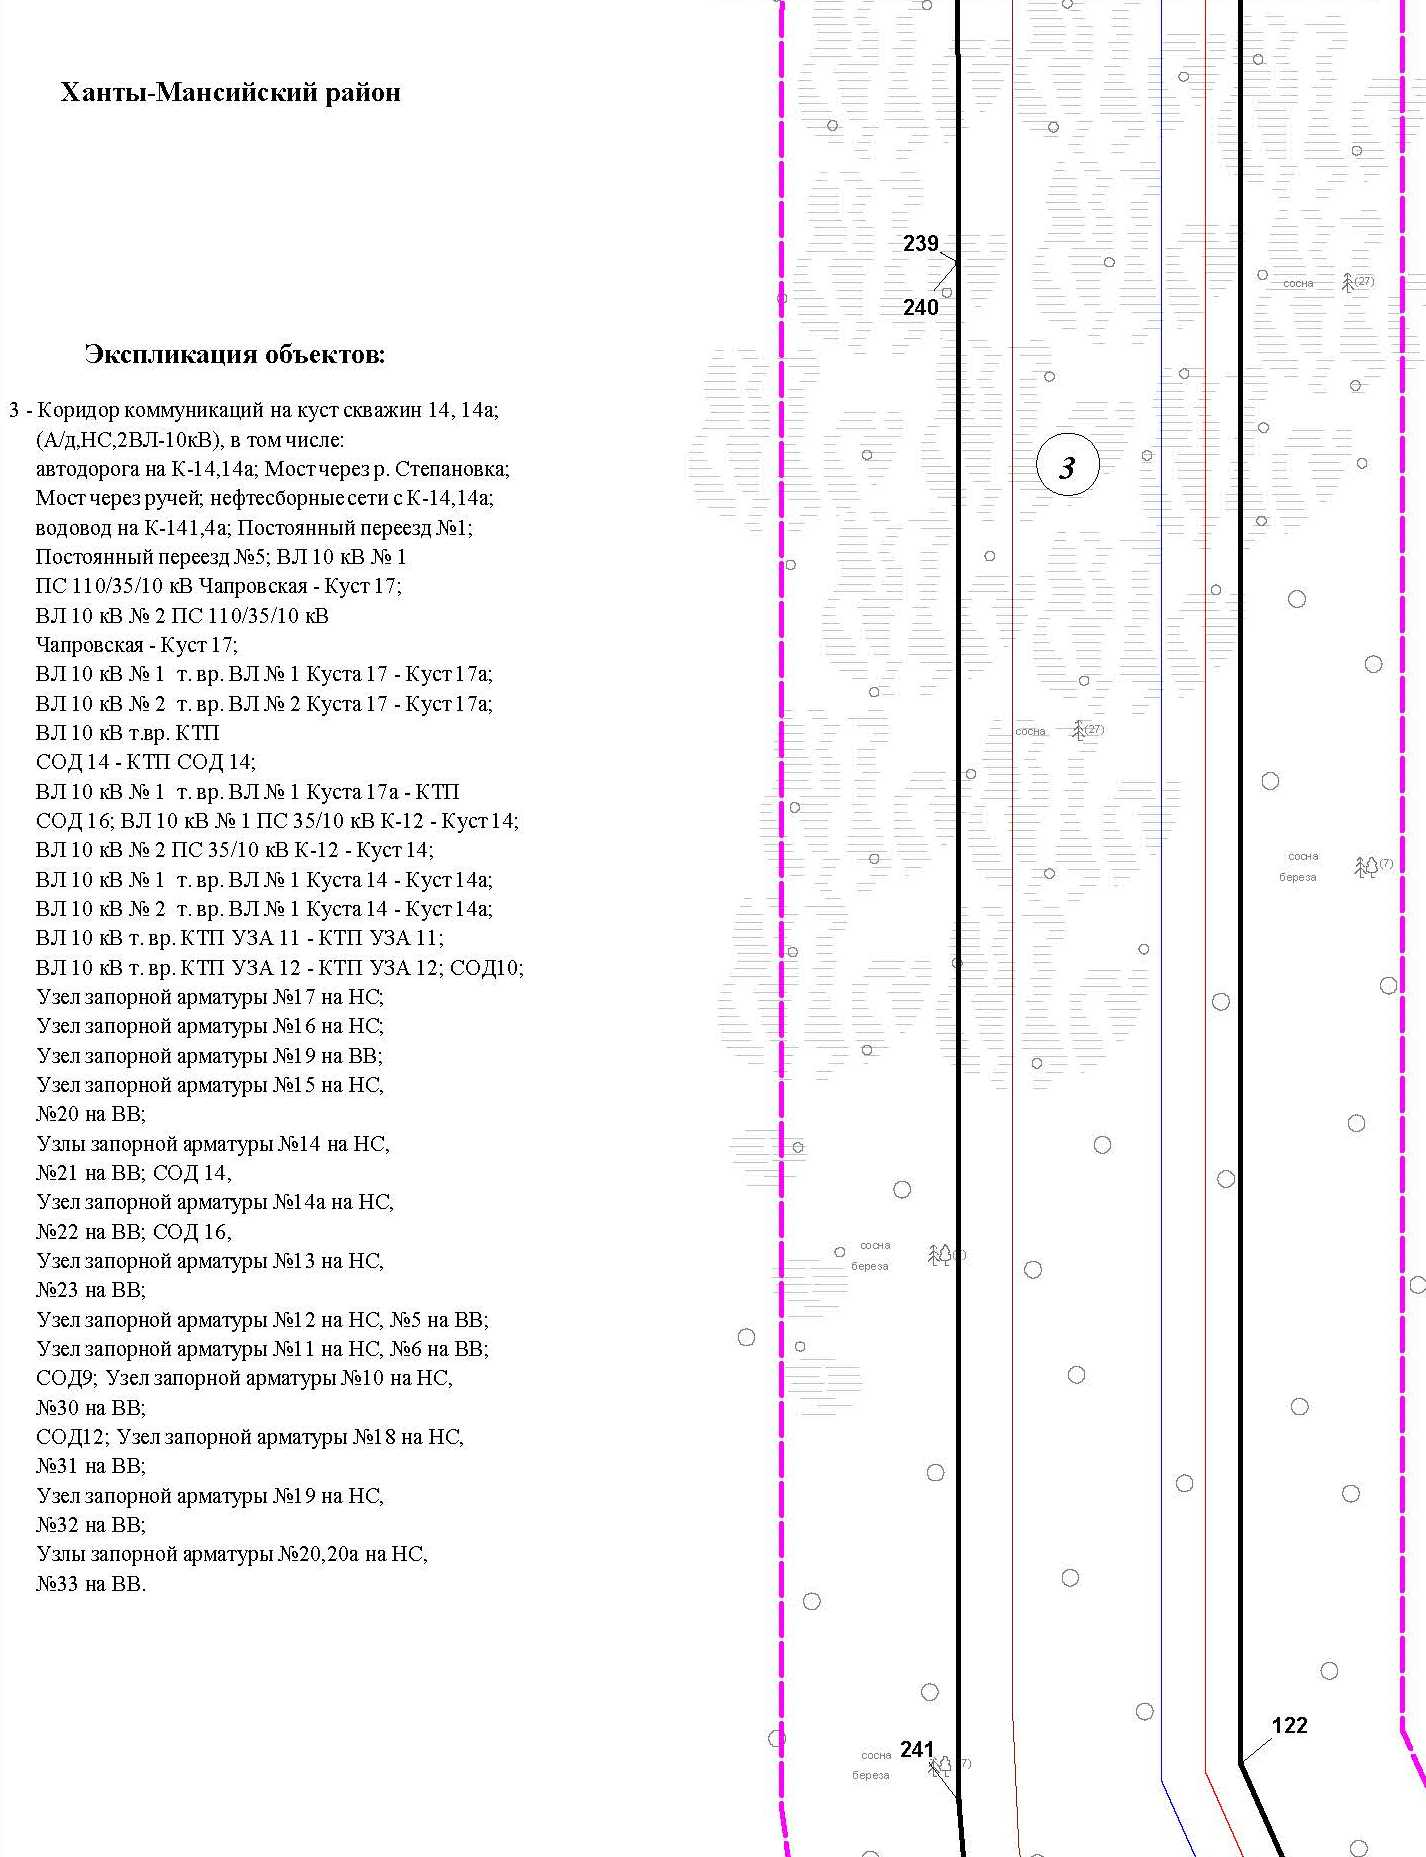 Ханты-Мансийский район
Экспликация объектов:
3 - Коридор коммуникаций на куст скважин 14, 14а;
(А/д,НС,2ВЛ-10кВ), в том числе:
автодорога на К-14,14а; Мост через р. Степановка;
Мост через ручей; нефтесборные сети с К-14,14а;
водовод на К-141,4а; Постоянный переезд №1;
Постоянный переезд №5; ВЛ 10 кВ № 1
ПС 110/35/10 кВ Чапровская - Куст 17;
ВЛ 10 кВ № 2 ПС 110/35/10 кВ
Чапровская - Куст 17;
ВЛ 10 кВ № 1 т. вр. ВЛ № 1 Куста 17 - Куст 17а;
ВЛ 10 кВ № 2 т. вр. ВЛ № 2 Куста 17 - Куст 17а;
ВЛ 10 кВ т.вр. КТП
СОД 14 - КТП СОД 14;
ВЛ 10 кВ № 1 т. вр. ВЛ № 1 Куста 17а - КТП
СОД 16; ВЛ 10 кВ № 1 ПС 35/10 кВ К-12 - Куст 14;
ВЛ 10 кВ № 2 ПС 35/10 кВ К-12 - Куст 14;
ВЛ 10 кВ № 1 т. вр. ВЛ № 1 Куста 14 - Куст 14а;
ВЛ 10 кВ № 2 т. вр. ВЛ № 1 Куста 14 - Куст 14а;
ВЛ 10 кВ т. вр. КТП УЗА 11 - КТП УЗА 11;
ВЛ 10 кВ т. вр. КТП УЗА 12 - КТП УЗА 12; СОД10;
Узел запорной арматуры №17 на НС;
Узел запорной арматуры №16 на НС;
Узел запорной арматуры №19 на ВВ;
Узел запорной арматуры №15 на НС,
№20 на ВВ;
Узлы запорной арматуры №14 на НС,
№21 на ВВ; СОД 14,
Узел запорной арматуры №14а на НС,
№22 на ВВ; СОД 16,
Узел запорной арматуры №13 на НС,
№23 на ВВ;
Узел запорной арматуры №12 на НС, №5 на ВВ;
Узел запорной арматуры №11 на НС, №6 на ВВ;
СОД9; Узел запорной арматуры №10 на НС,
№30 на ВВ;
СОД12; Узел запорной арматуры №18 на НС,
№31 на ВВ;
Узел запорной арматуры №19 на НС,
№32 на ВВ;
Узлы запорной арматуры №20,20а на НС,
№33 на ВВ.
239
240
сосна (27)
3
сосна (27)
сосна
береза (7)
сосна
береза
122
241
сосна
береза 7)